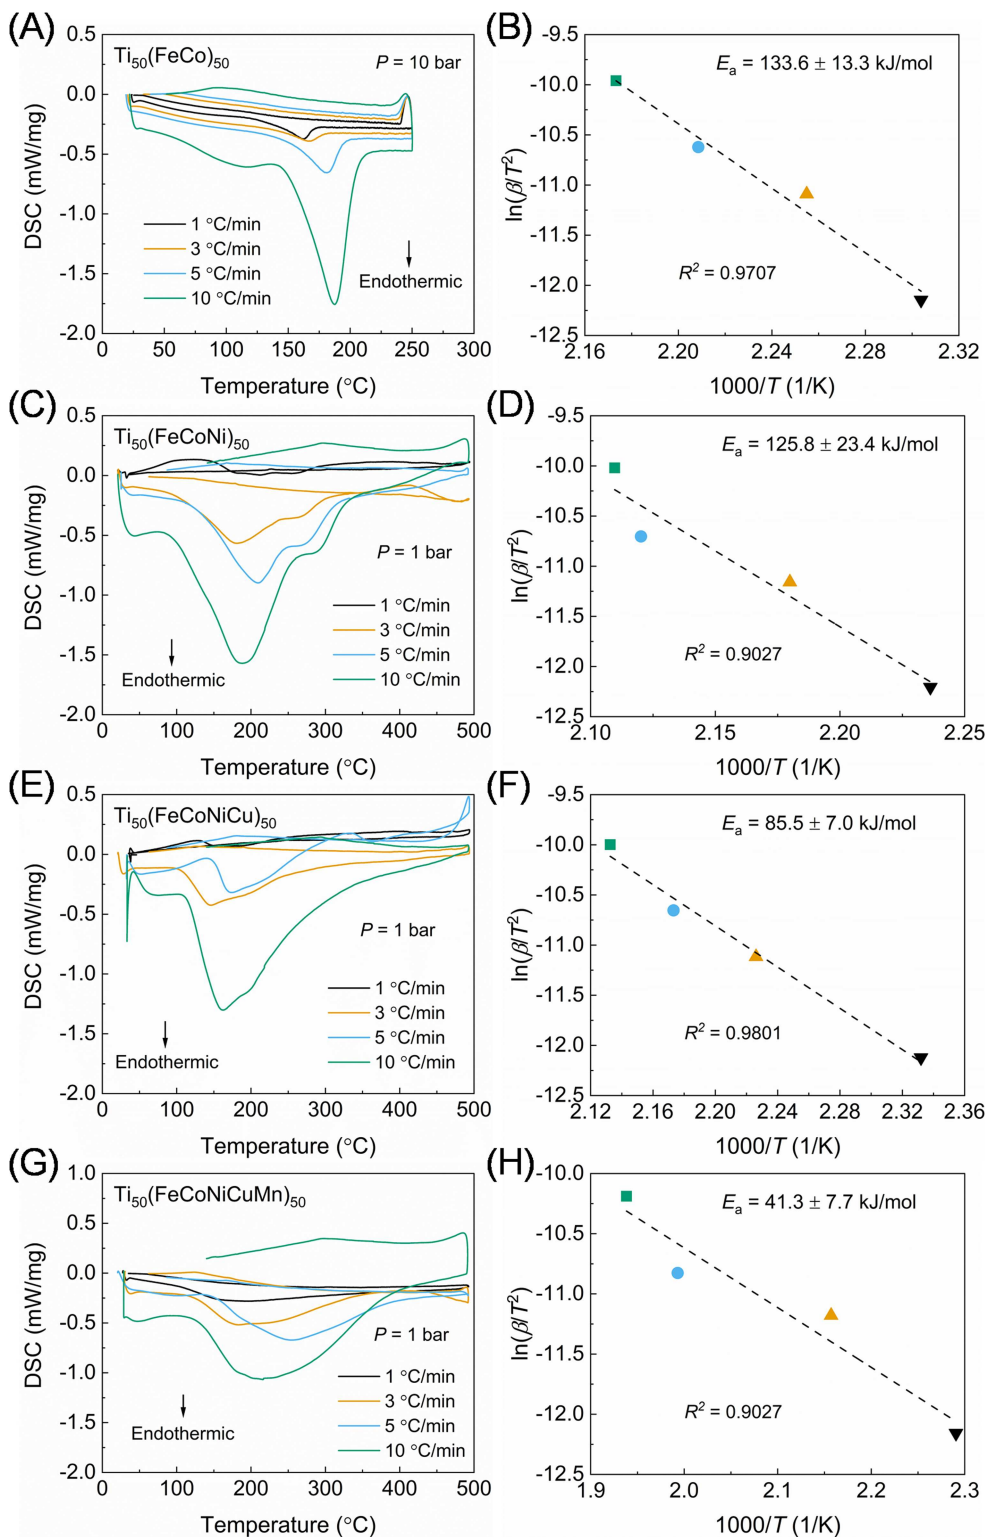 (A)
Ti50(FeCo)50
P = 10 bar
0.5
0.0
-0.5
-1.0
-1.5
-2.0
DSC (mW/mg)
1 °C/min
3 °C/min
5 °C/min
10 °C/min
Endothermic
0 50 100 150 200 250 300
Temperature (°C)
(B)
Ea = 133.6 ± 13.3 kJ/mol
-9.5
-10.0
-10.5
-11.0
-11.5
-12.0
-12.5
ln(β/T²)
R² = 0.9707
2.16 2.20 2.24 2.28 2.32
1000/T (1/K)
(C)
Ti50(FeCoNi)50
0.5
0.0
-0.5
-1.0
-1.5
-2.0
DSC (mW/mg)
P = 1 bar
1 °C/min
3 °C/min
5 °C/min
10 °C/min
Endothermic
0 100 200 300 400 500
Temperature (°C)
(D)
Ea = 125.8 ± 23.4 kJ/mol
-9.5
-10.0
-10.5
-11.0
-11.5
-12.0
-12.5
ln(β/T²)
R² = 0.9027
2.10 2.15 2.20 2.25
1000/T (1/K)
(E)
Ti50(FeCoNiCu)50
0.5
0.0
-0.5
-1.0
-1.5
-2.0
DSC (mW/mg)
P = 1 bar
1 °C/min
3 °C/min
5 °C/min
10 °C/min
Endothermic
0 100 200 300 400 500
Temperature (°C)
(F)
Ea = 85.5 ± 7.0 kJ/mol
-9.5
-10.0
-10.5
-11.0
-11.5
-12.0
-12.5
ln(β/T²)
R² = 0.9801
2.12 2.16 2.20 2.24 2.28 2.32 2.36
1000/T (1/K)
(G)
Ti50(FeCoNiCuMn)50
1.0
0.5
0.0
-0.5
-1.0
-1.5
-2.0
DSC (mW/mg)
P = 1 bar
1 °C/min
3 °C/min
5 °C/min
10 °C/min
Endothermic
0 100 200 300 400 500
Temperature (°C)
(H)
Ea = 41.3 ± 7.7 kJ/mol
-10.0
-10.5
-11.0
-11.5
-12.0
-12.5
ln(β/T²)
R² = 0.9027
1.9 2.0 2.1 2.2 2.3
1000/T (1/K)